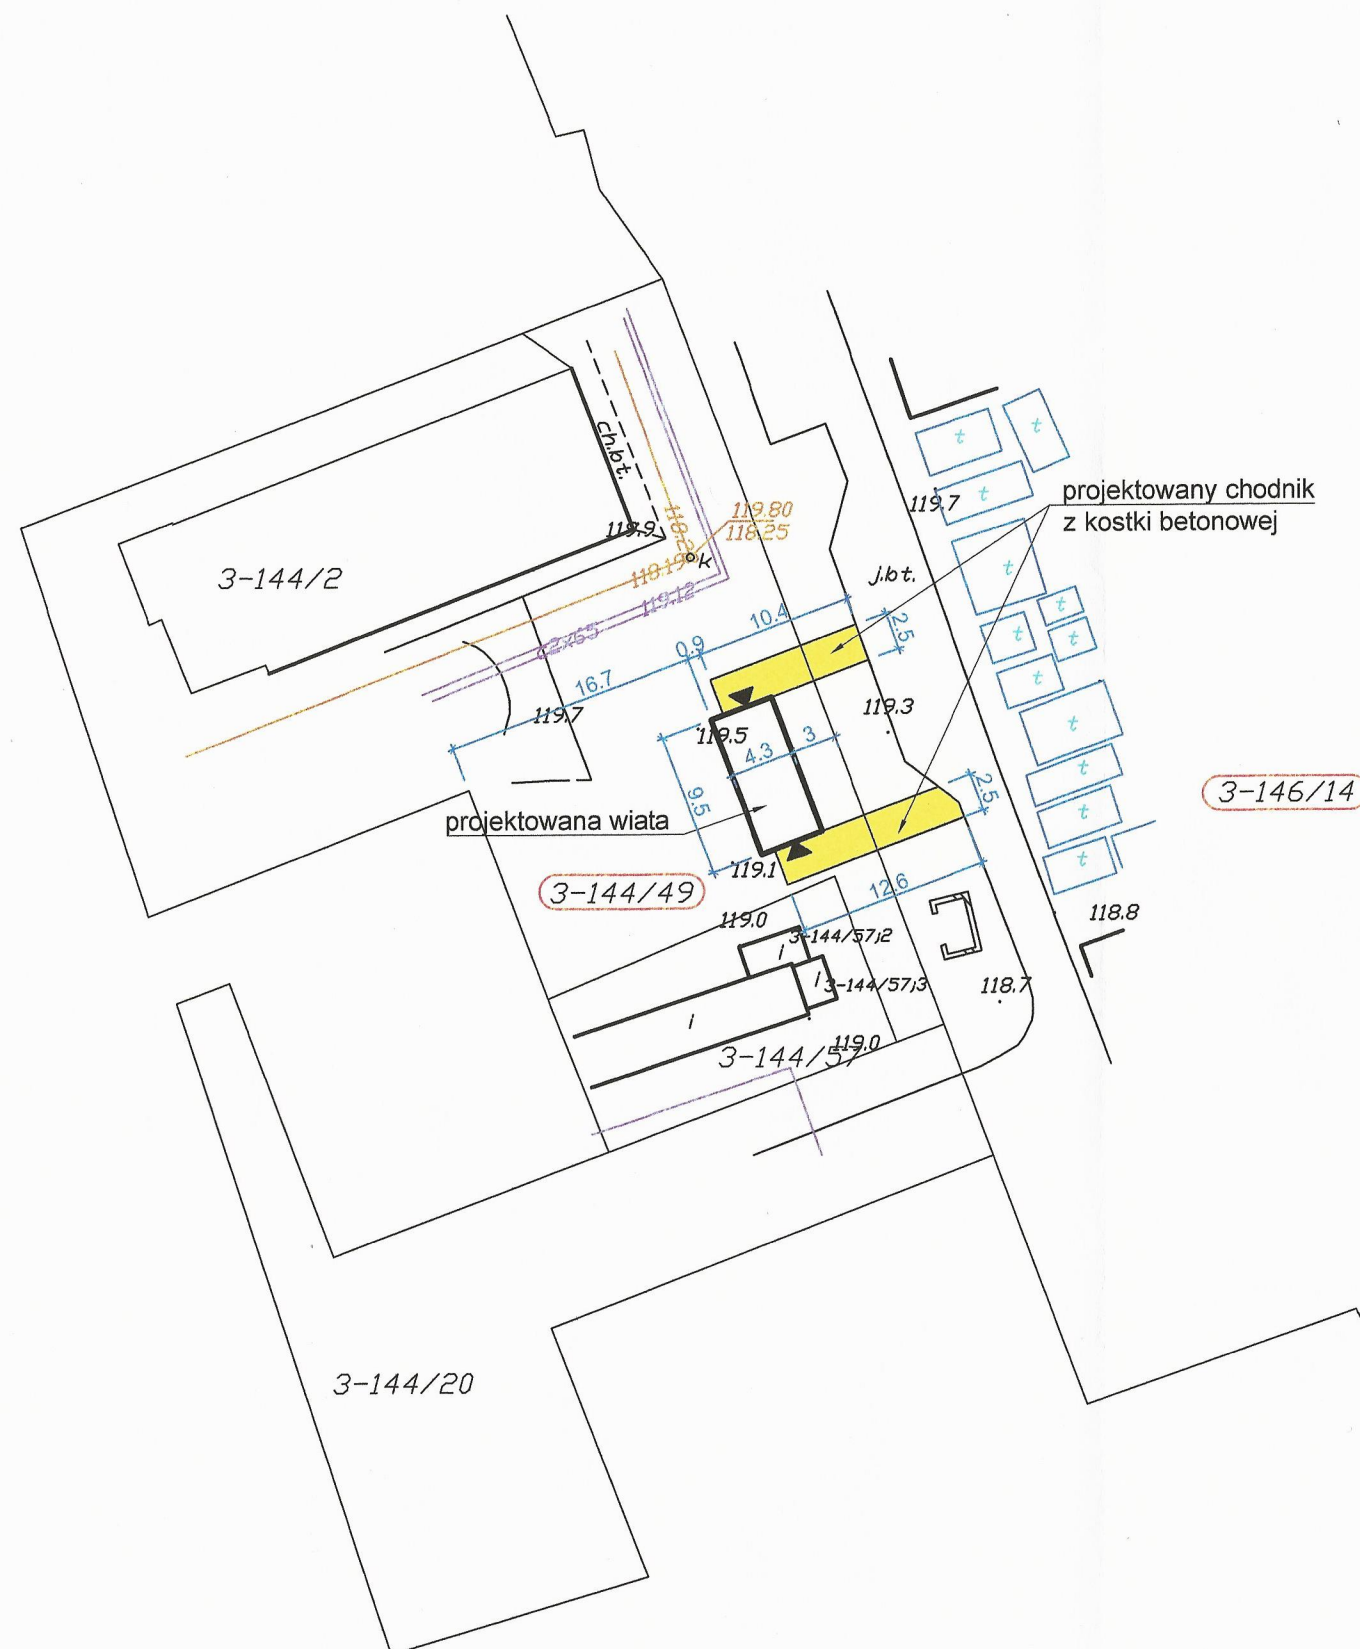 ch.bt.
119.7
projektowany chodnik
z kostki betonowej
119.9
119.80
118.25
k
3-144/2
118.19
119.12
j.bt.
10.4
2.5
0.9
16.7
119.7
119.3
119.5
4.3
3
9.5
2.5
3-146/14
projektowana wiata
119.1
3-144/49
12.6
119.0
118.8
3-144/57;2
i
i
3-144/57;3
118.7
i
119.0
3-144/57
3-144/20
t
t
t
t
t
t
t
t
t
t
t
t